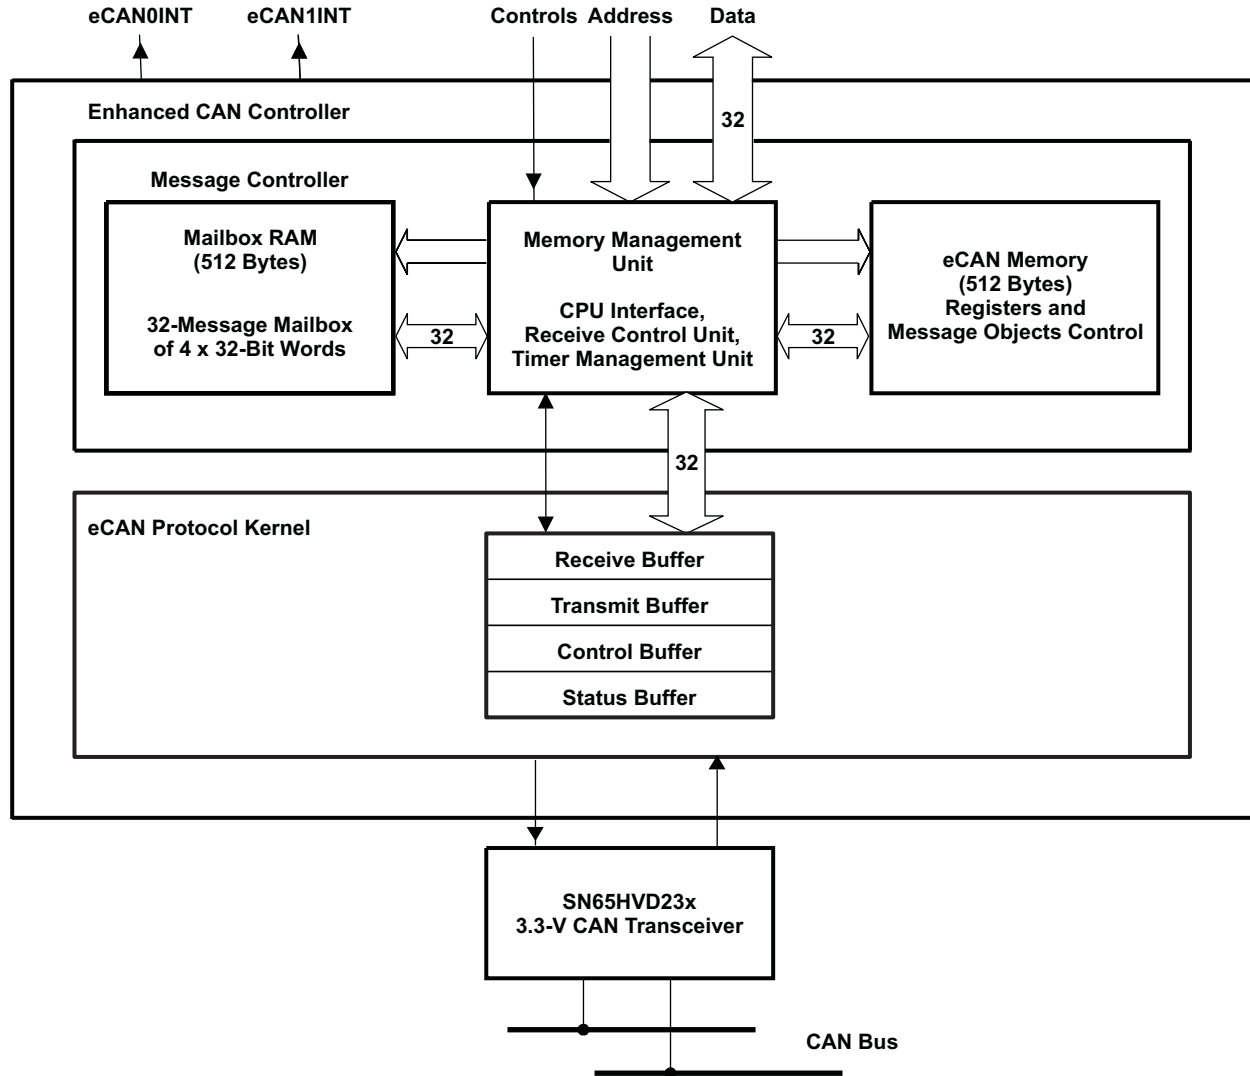 eCAN0INT
eCAN1INT
Controls
Address
Data
32
Enhanced CAN Controller
Message Controller
Mailbox RAM
(512 Bytes)
32-Message Mailbox
of 4 x 32-Bit Words
32
Memory Management
Unit
CPU Interface,
Receive Control Unit,
Timer Management Unit
32
eCAN Memory
(512 Bytes)
Registers and
Message Objects Control
32
eCAN Protocol Kernel
Receive Buffer
Transmit Buffer
Control Buffer
Status Buffer
SN65HVD23x
3.3-V CAN Transceiver
CAN Bus